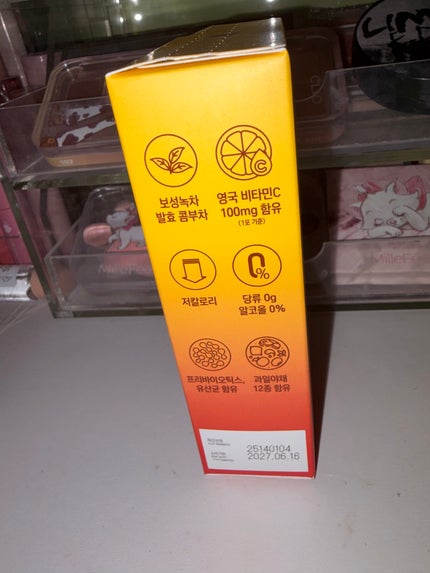 보성녹차
발효 콤부차
영국 비타민C
100mg 함유
(1포 기준)
C
저칼로리
0%
당류 0g
알코올 0%
프리바이오틱스,
유산균 함유
과일야채
12종 함유
25140104
2027.06.16
MilleFee